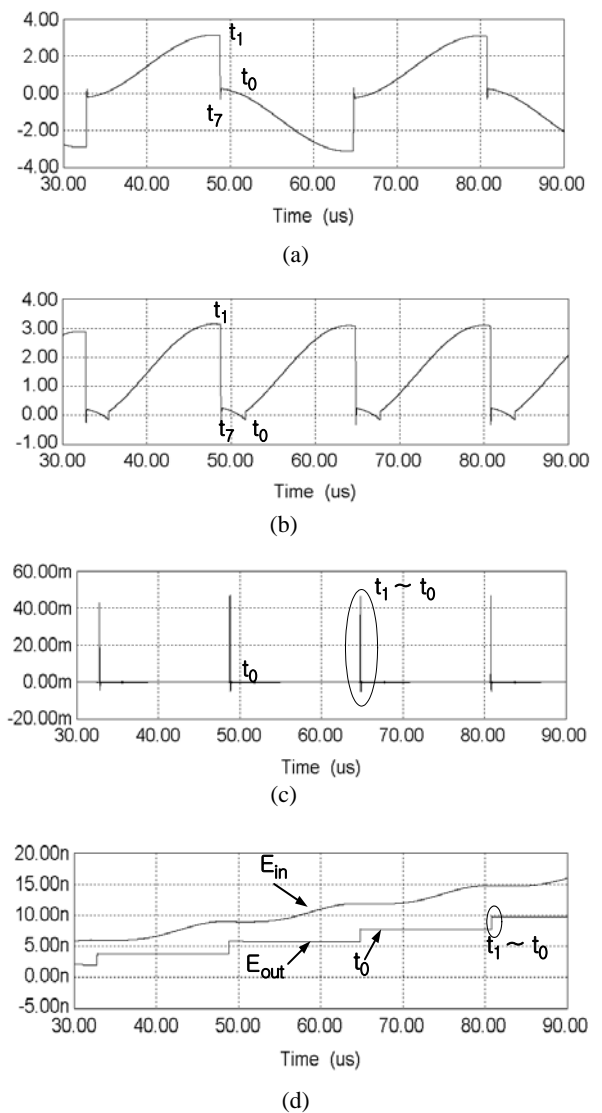 4.00
t1
2.00
t0
0.00
t7
-2.00
-4.00
30.00 40.00 50.00 60.00 70.00 80.00 90.00
Time (us)
(a)
4.00
t1
3.00
2.00
1.00
0.00
t7 t0
-1.00
30.00 40.00 50.00 60.00 70.00 80.00 90.00
Time (us)
(b)
60.00m
t1 ~ t0
40.00m
20.00m
t0
0.00m
-20.00m
30.00 40.00 50.00 60.00 70.00 80.00 90.00
Time (us)
(c)
20.00n
Ein
15.00n
10.00n
5.00n
Eout t0 t1 ~ t0
0.00n
-5.00n
30.00 40.00 50.00 60.00 70.00 80.00 90.00
Time (us)
(d)